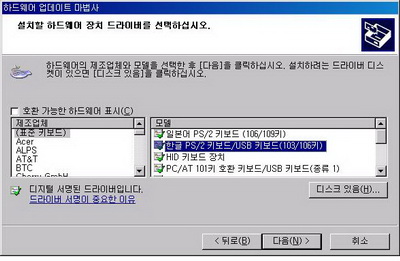 하드웨어 업데이트 마법사
설치할 하드웨어 장치 드라이버를 선택하십시오.
하드웨어의 제조업체와 모델을 선택한 후 [다음]을 클릭하십시오. 설치하려는 드라이버 디스
켓이 있으면 [디스크 있음]을 클릭하십시오.
호환 가능한 하드웨어 표시(C)
제조업체
(표준 키보드)
Acer
ALPS
AT&T
BTC
Cherry GmbH
모델
일본어 PS/2 키보드 (106/109키)
한글 PS/2 키보드/USB 키보드(103/106키)
HID 키보드 장치
PC/AT 101키 호환 키보드/USB 키보드(종류 1)
디지털 서명된 드라이버입니다.
드라이버 서명이 중요한 이유
디스크 있음(H)...
< 뒤로(B)
다음(N) >
취소